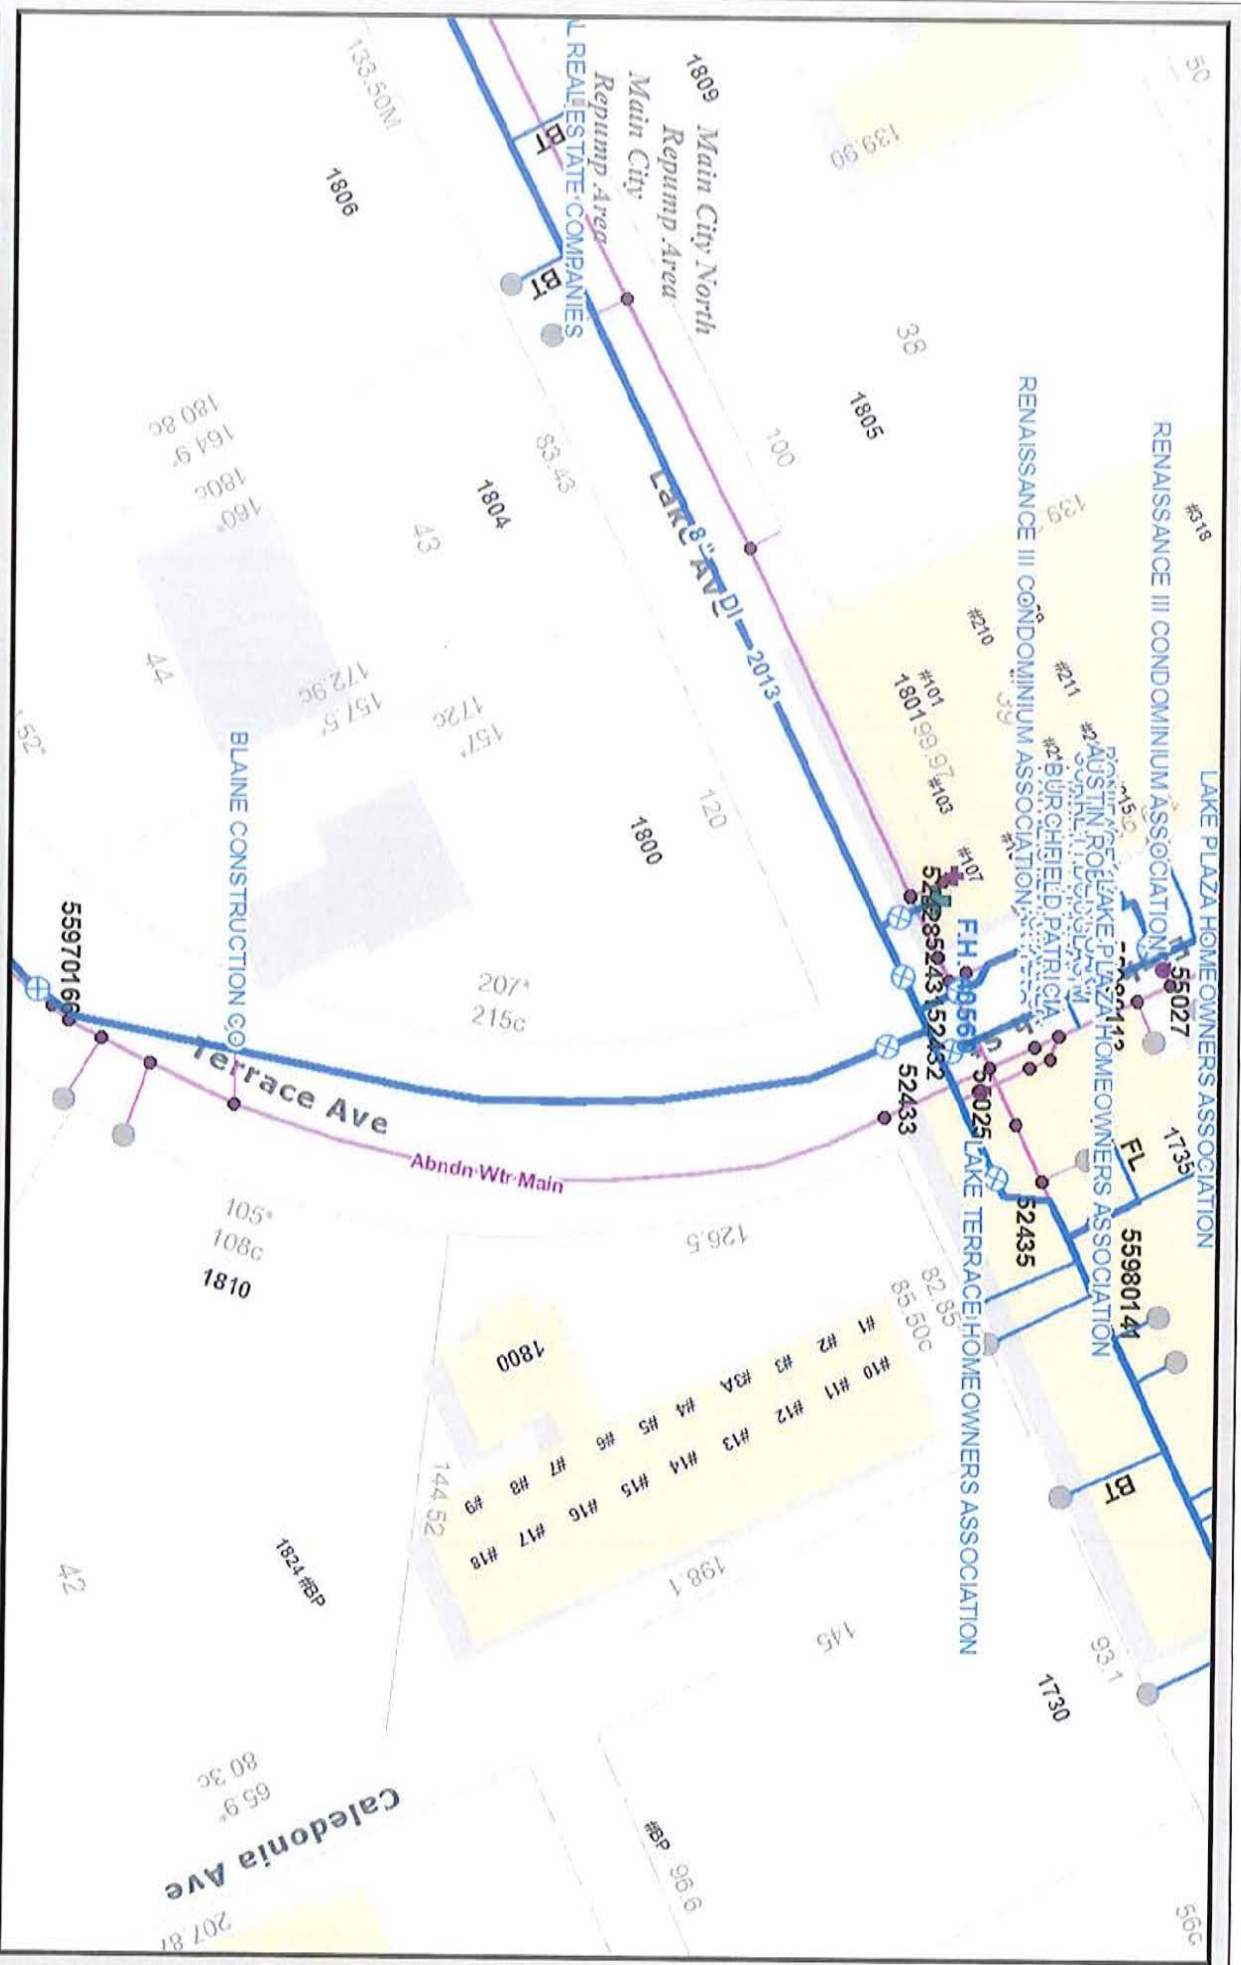 50
133.50M
L REAL ESTATE COMPANIES
1809
Main City North
Repump Area
Main City
Repump Area
139.90
BT
1806
BT
38
1805
RENAISSANCE III CONDOMINIUM ASSOCIATION
RENAISSANCE III CONDOMINIUM ASSOCIATION
100
83.43
180.8c
164.9*
180c
160*
1804
43
Lake Ave
8" DI 2013
139
#318
#210
#211
#101
1801
99.97
#103
39
44
172.9c
157.5*
172c
157*
BLAINE CONSTRUCTION CO
120
1800
#107
BURCHFIELD PATRICIA
LAKE PLAZA HOMEOWNERS ASSOCIATION
LAKE PLAZA HOMEOWNERS ASSOCIATION
55970166
207*
215c
F.H.
52431
52432
52433
55027
Terrace Ave
Abndn Wtr Main
FL
1735
LAKE TERRACE HOMEOWNERS ASSOCIATION
52435
55980141
105*
108c
1810
126.5
82.85
85.50c
1800
#1
#2
#3
#3A
#4
#5
#6
#7
#8
#9
#10
#11
#12
#13
#14
#15
#16
#17
#18
144.52
BT
42
1824 #BP
198.1
145
93.1
1730
80.3c
65.9*
Caledonia Ave
#BP
96.6
56c